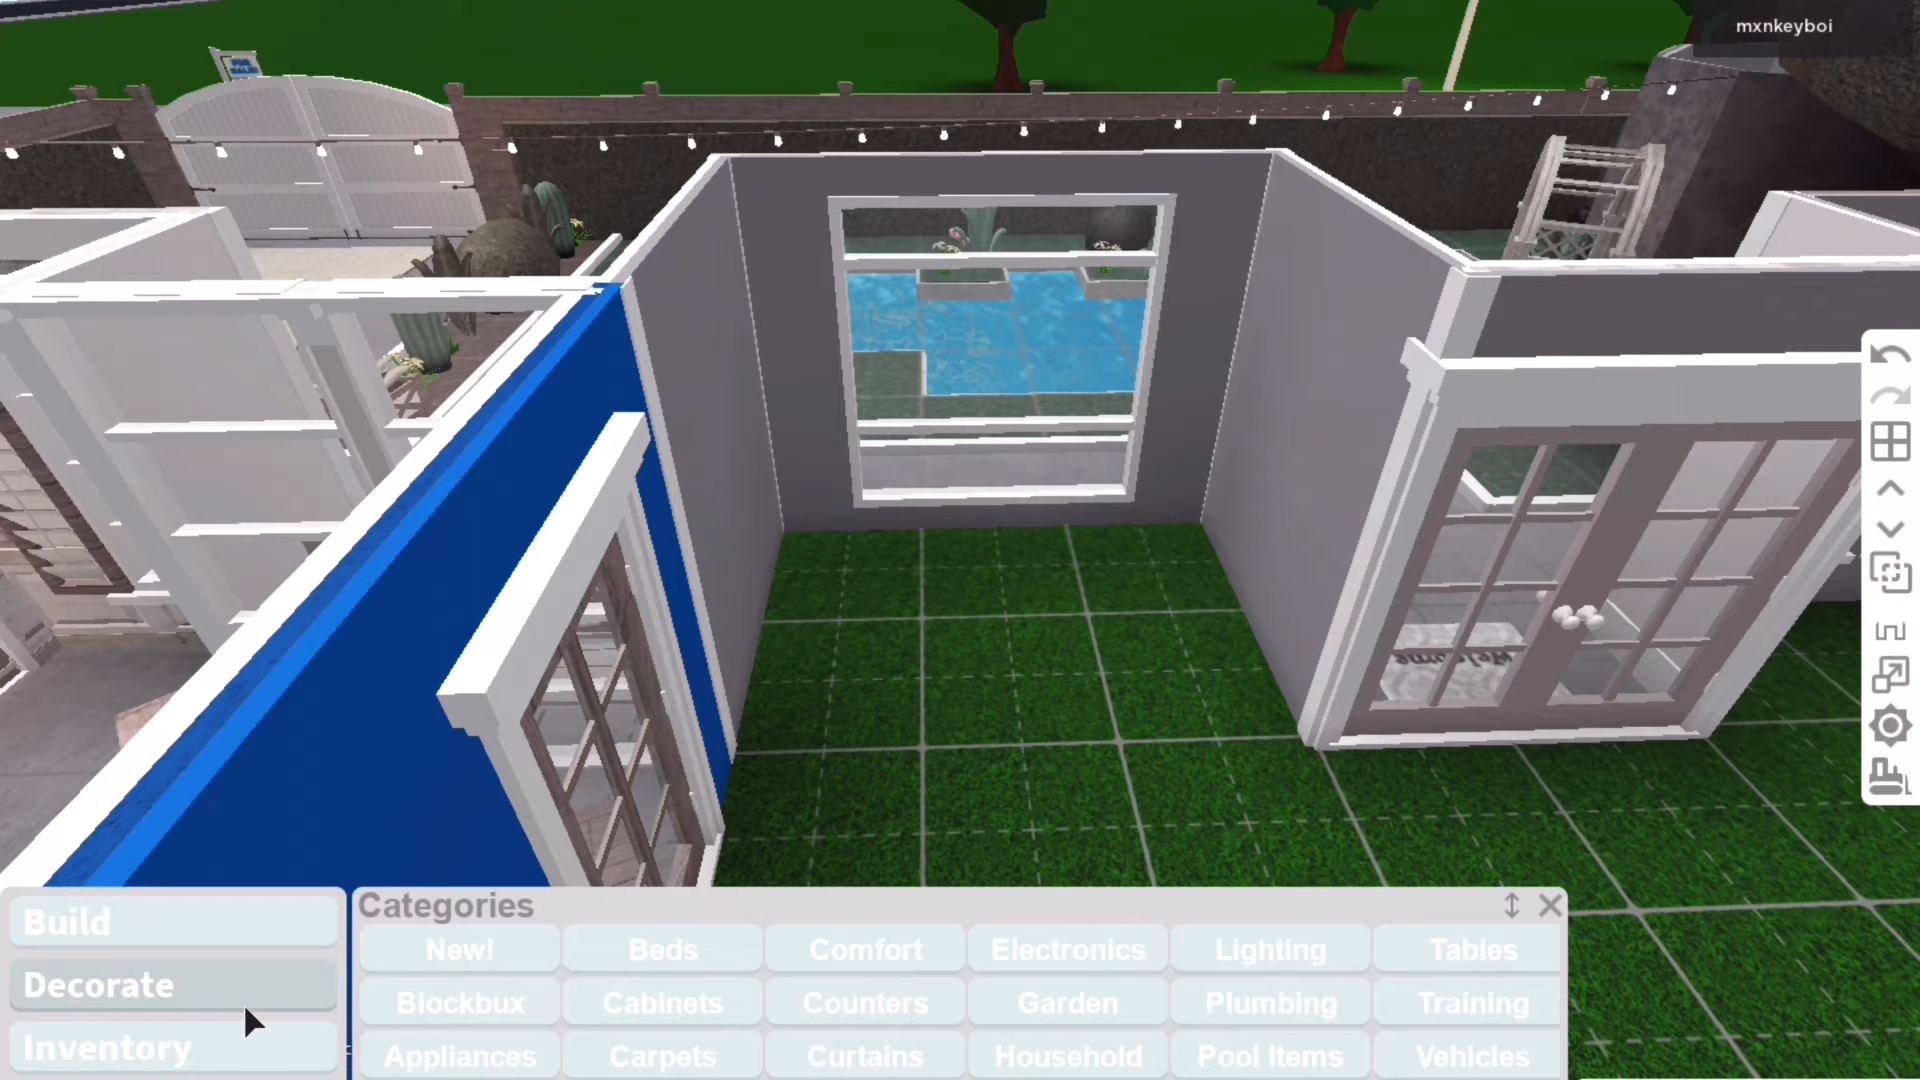 mxnkeyboi
Welcome
Build
Decorate
Inventory
Categories
New! Beds Comfort Electronics Lighting Tables
Blockbux Cabinets Counters Garden Plumbing Training
Appliances Carpets Curtains Household Pool Items Vehicles